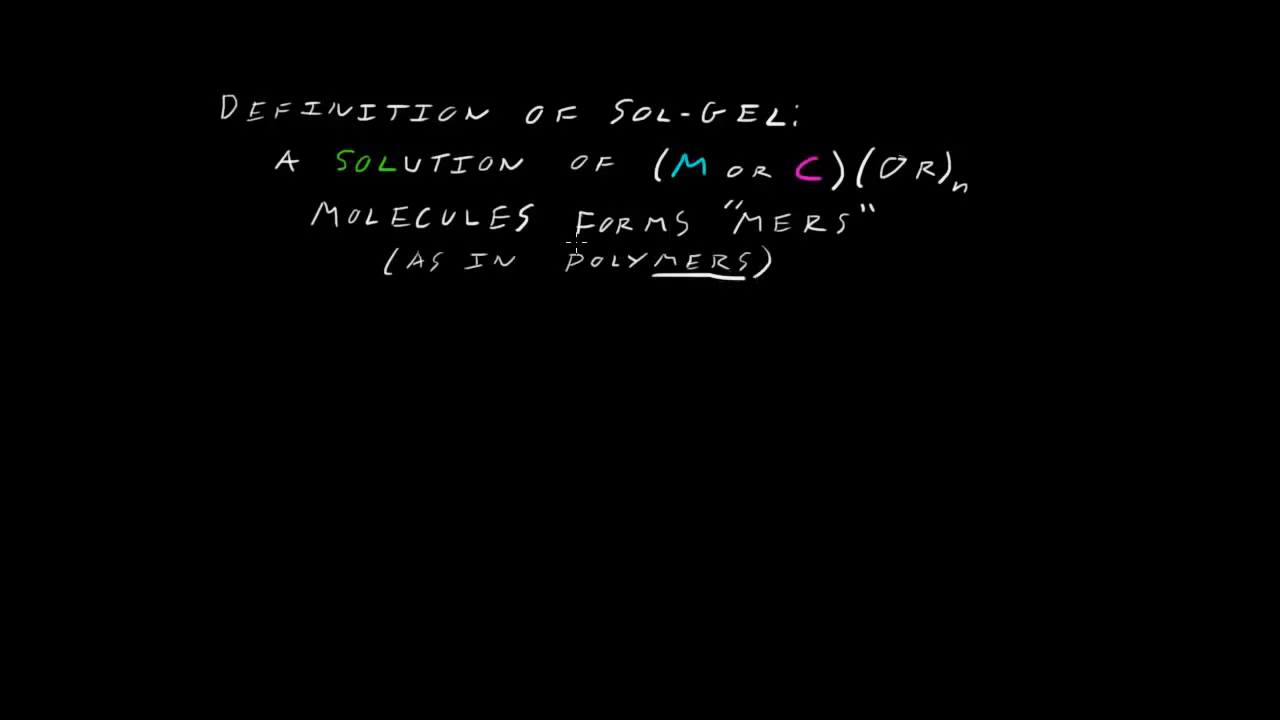 DEFINITION OF SOL-GEL:
A SOLUTION OF (M OR C)(OR)n
MOLECULES FORMS "MERS"
(AS IN POLYMERS)